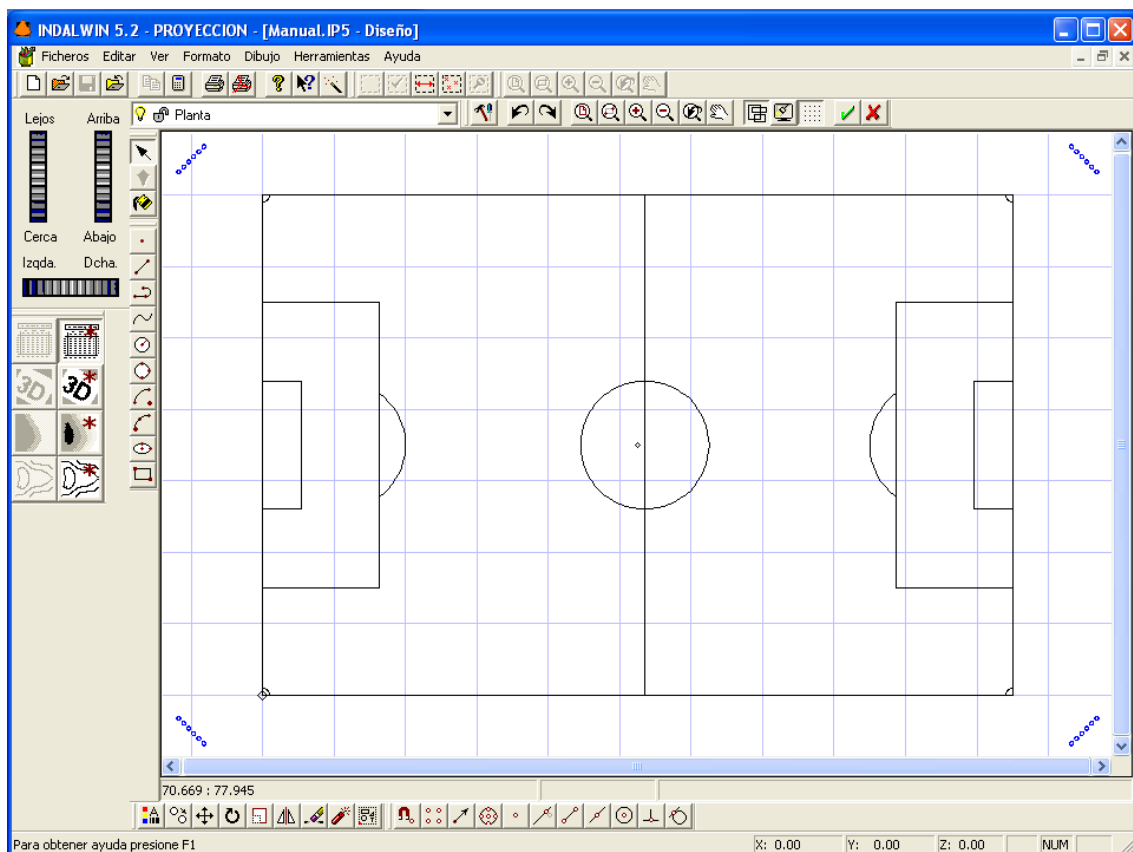 INDALWIN 5.2 - PROYECCION - [Manual.IP5 - Diseño]
Ficheros Editar Ver Formato Dibujo Herramientas Ayuda
Lejos Arriba
Planta
Cerca Abajo
Izqda. Dcha.
3D 3D
70.669 : 77.945
Para obtener ayuda presione F1 X: 0.00 Y: 0.00 Z: 0.00 NUM